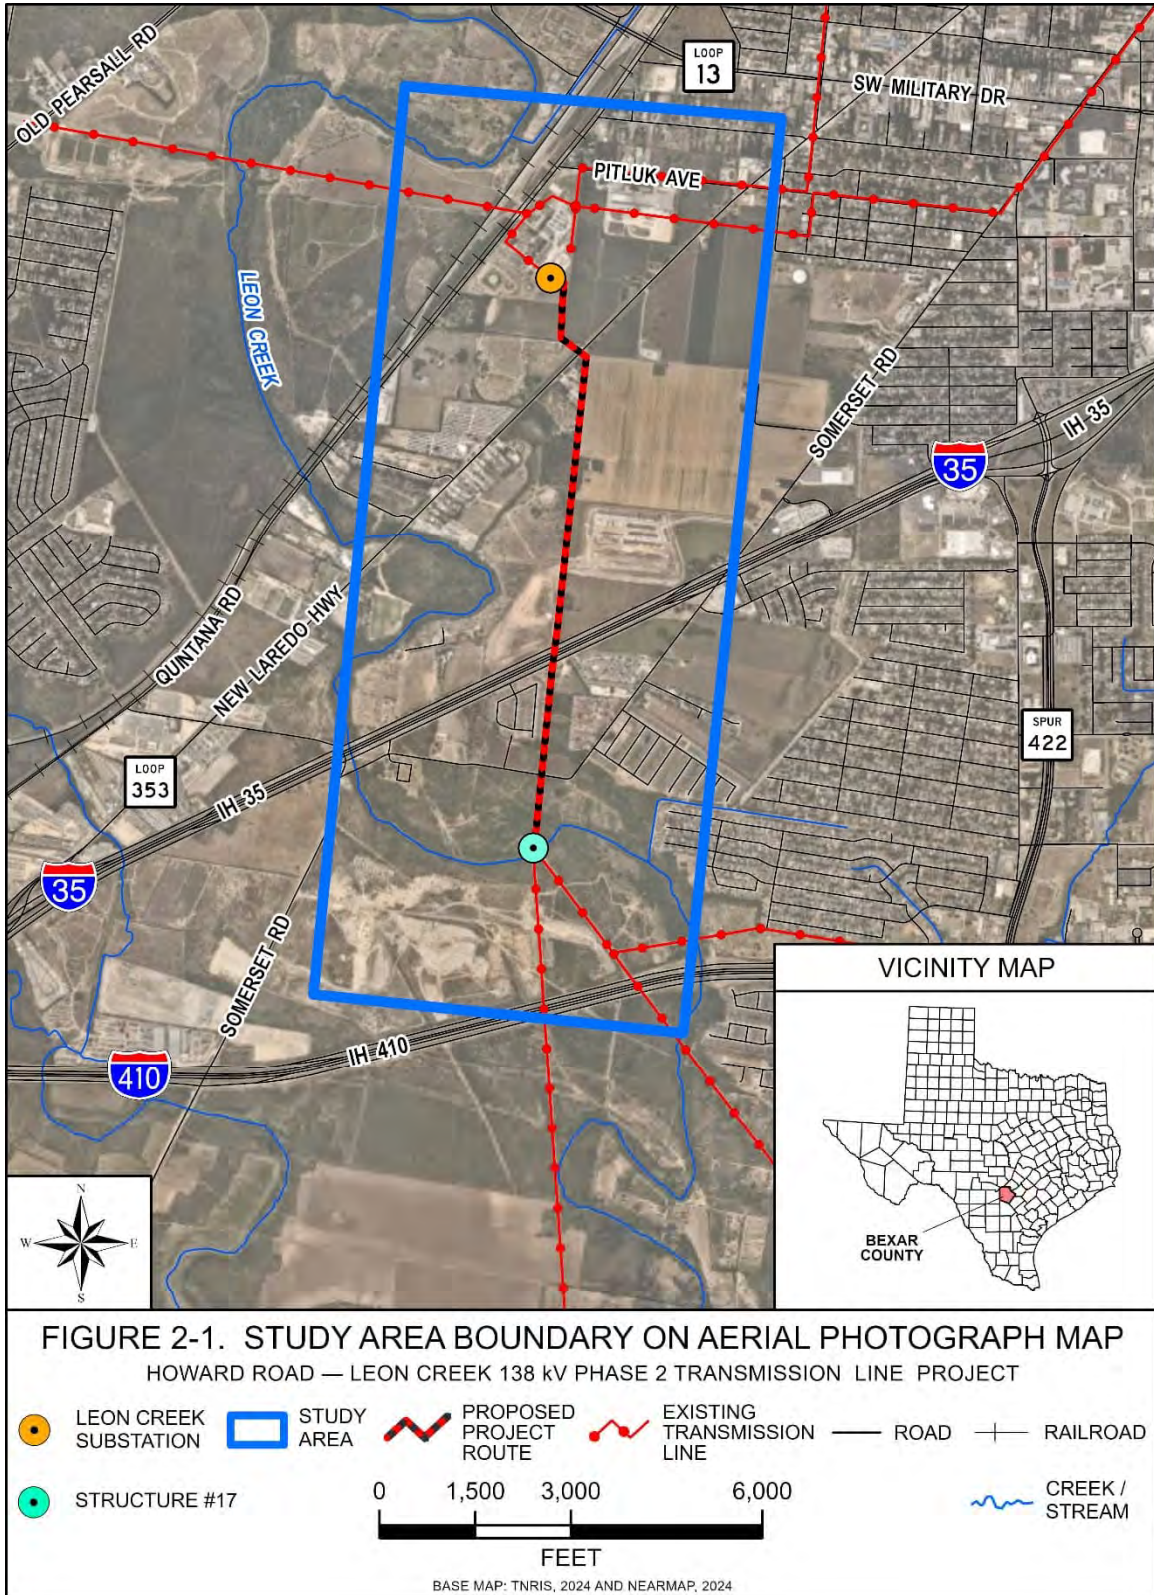 OLD PEARSALL RD
LOOP
13
SW MILITARY DR
PITLUK AVE
LEON CREEK
SOMERSET RD
IH 35
35
QUINTANA RD
NEW LAREDO HWY
SPUR
422
LOOP
353
IH 35
35
SOMERSET RD
IH 410
410
VICINITY MAP
BEXAR
COUNTY
N
W E
S
FIGURE 2-1. STUDY AREA BOUNDARY ON AERIAL PHOTOGRAPH MAP
HOWARD ROAD — LEON CREEK 138 kV PHASE 2 TRANSMISSION LINE PROJECT
LEON CREEK
SUBSTATION
STUDY
AREA
PROPOSED
PROJECT
ROUTE
EXISTING
TRANSMISSION
LINE
ROAD
RAILROAD
STRUCTURE #17
0 1,500 3,000 6,000
FEET
CREEK /
STREAM
BASE MAP: TNRIS, 2024 AND NEARMAP, 2024